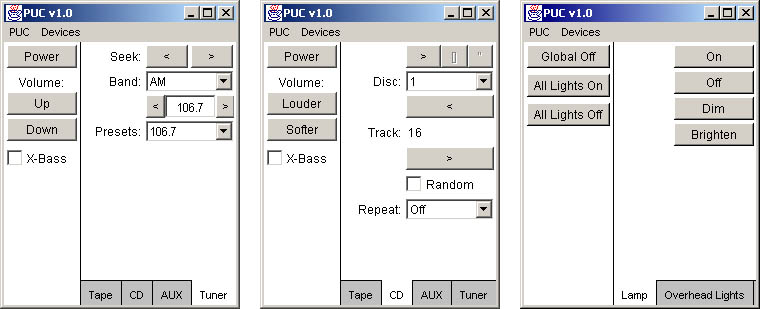 PUC v1.0
PUC Devices
Power Seek: < >
Volume: Band: AM
Up < 106.7 >
Down Presets: 106.7
X-Bass
Tape CD AUX Tuner
PUC v1.0
PUC Devices
Power > [] "
Volume: Disc: 1
Louder <
Softer Track: 16
X-Bass >
Random
Repeat: Off
Tape CD AUX Tuner
PUC v1.0
PUC Devices
Global Off On
All Lights On Off
All Lights Off Dim
Brighten
Lamp Overhead Lights